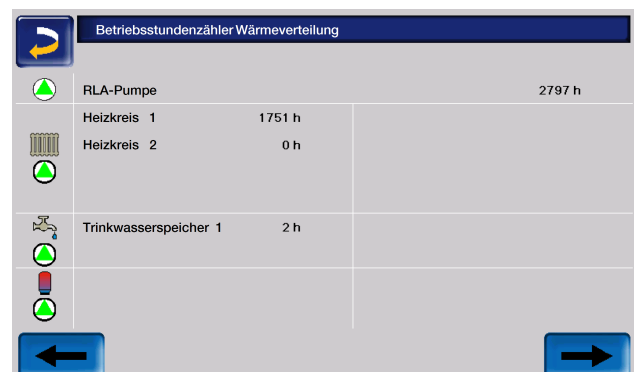 Betriebsstundenzähler Wärmeverteilung
RLA-Pumpe 2797 h
Heizkreis 1 1751 h
Heizkreis 2 0 h
Trinkwasserspeicher 1 2 h